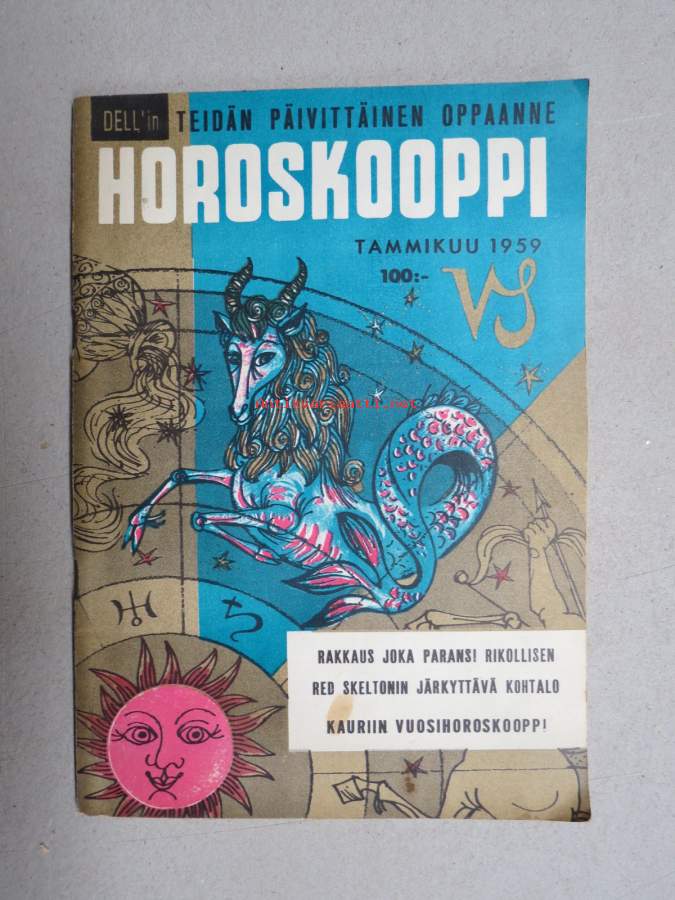 DELL'in
TEIDÄN PÄIVITTÄINEN OPPAANNE
HOROSKOOPPI
TAMMIKUU 1959
100:-
RAKKAUS JOKA PARANSI RIKOLLISEN
RED SKELTONIN JÄRKYTTÄVÄ KOHTALO
KAURIIN VUOSIHOROSKOOPPI